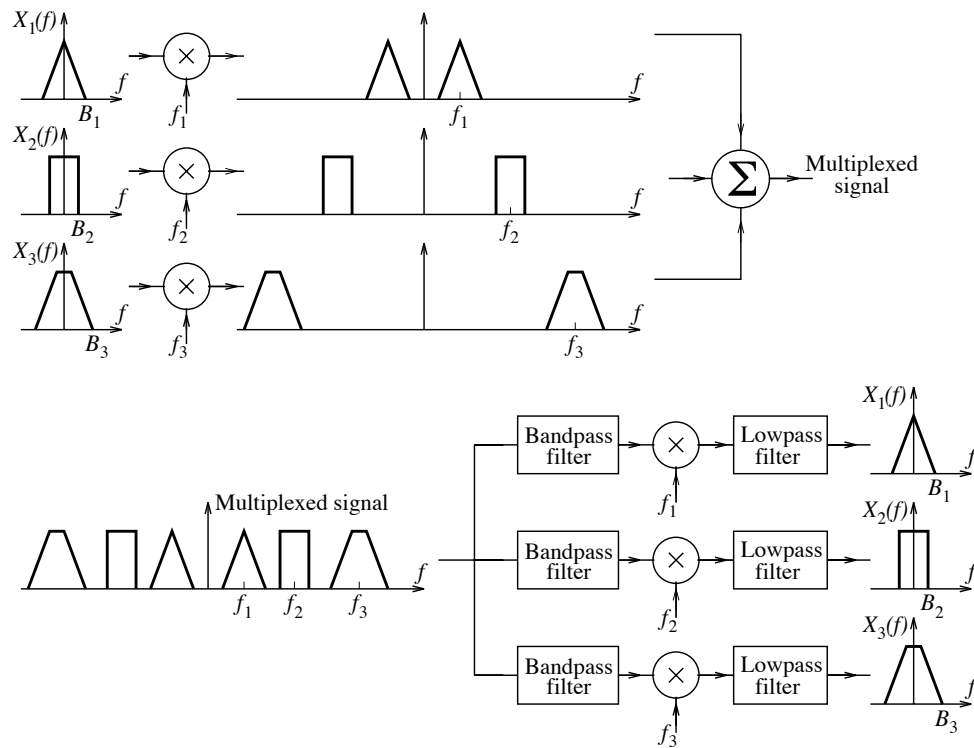 X₁(f)
f
B₁
×
f₁
f₁
f
X₂(f)
f
B₂
×
f₂
f₂
f
Σ
Multiplexed
signal
X₃(f)
f
B₃
×
f₃
f₃
f
Multiplexed signal
f₁
f₂
f₃
f
Bandpass
filter
×
f₁
Lowpass
filter
X₁(f)
f
B₁
Bandpass
filter
×
f₂
Lowpass
filter
X₂(f)
f
B₂
Bandpass
filter
×
f₃
Lowpass
filter
X₃(f)
f
B₃